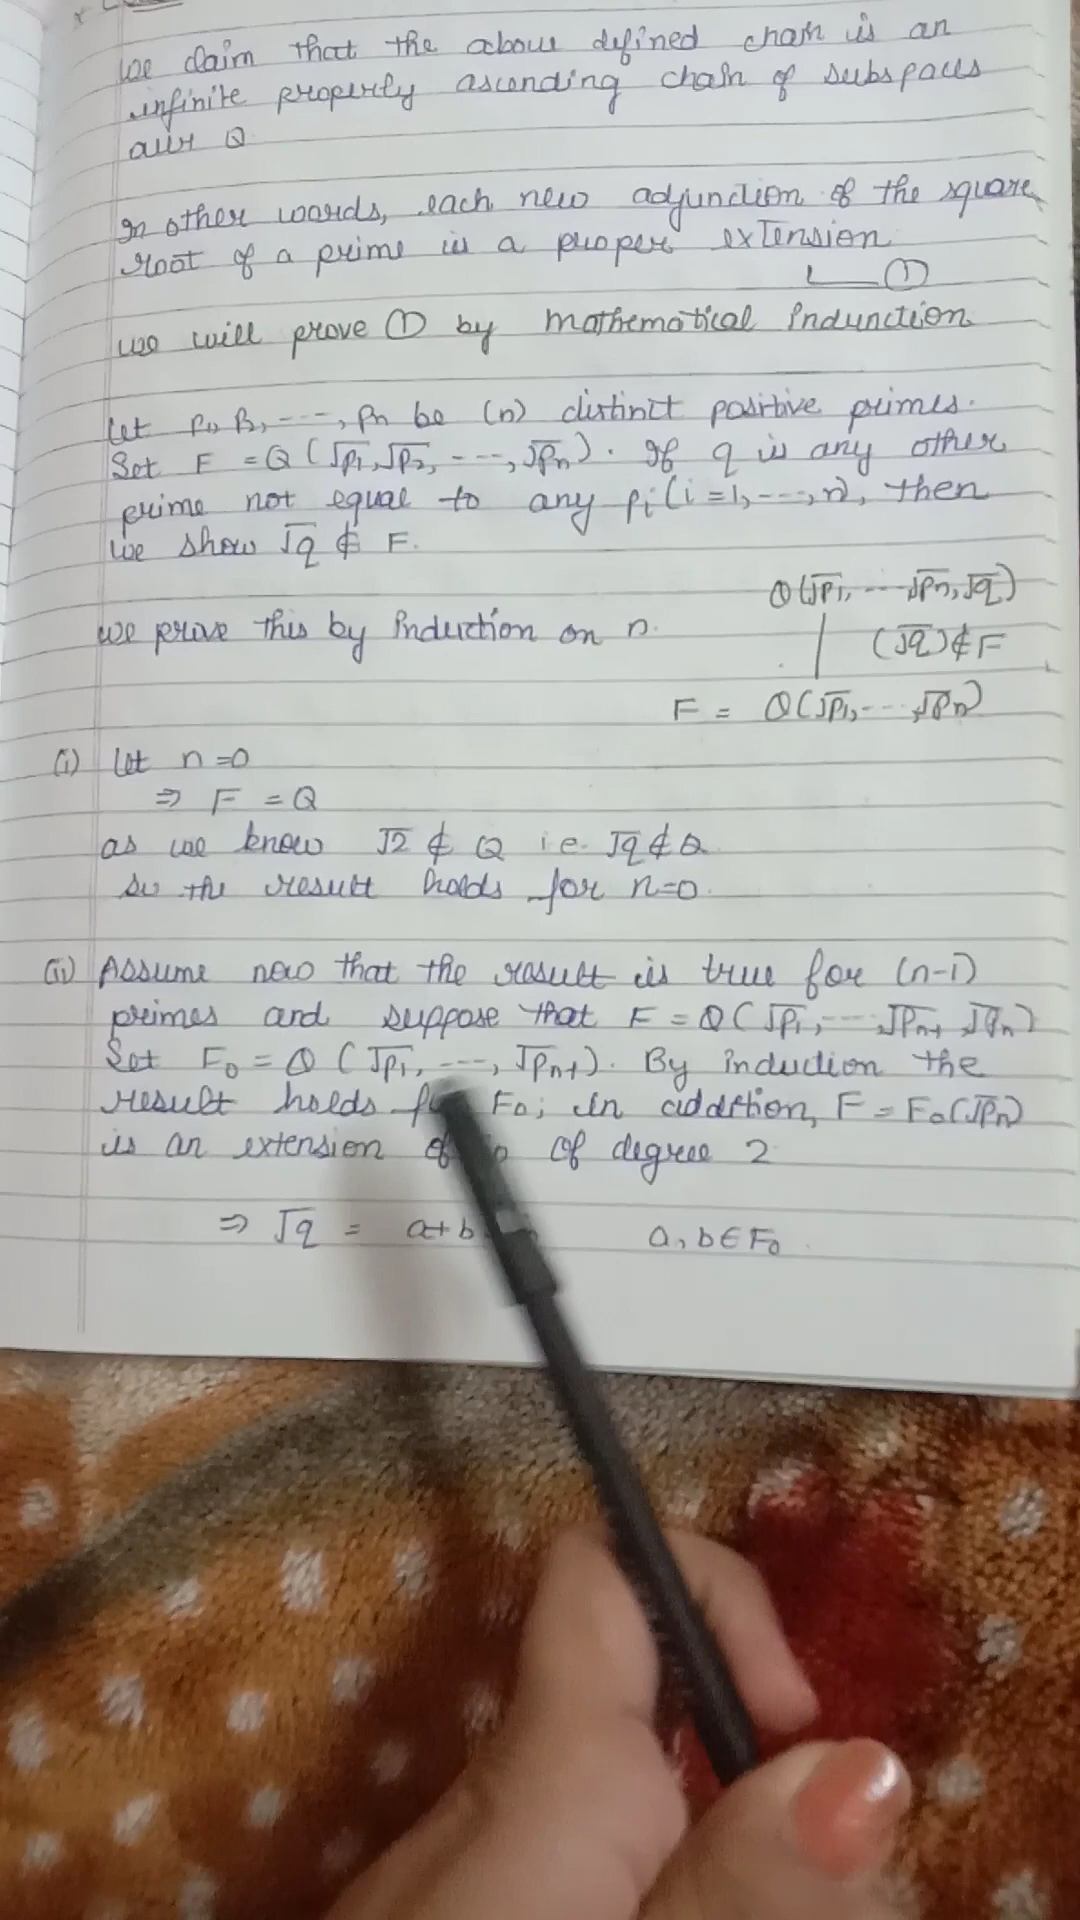 we claim that the above defined chain is an
infinite properly ascending chain of subspaces
over Q.
In other words, each new adjunction of the square
root of a prime is a proper extension
①
we will prove ① by Mathematical Indunction
Let p₁, p₂, ----, pn be (n) distinct positive primes.
Set F = Q (√p₁, √p₂, ---, √pn). If q is any other
prime not equal to any pi (i=1, ---, n), then
we show √q ∉ F.
Q(√p₁, ---, √pn, √q)
we prove this by Induction on n.
(√q) ∉ F
F = Q(√p₁, ---, √pn)
(i) Let n=0
⇒ F = Q
as we know √2 ∉ Q i.e. √q ∉ Q
so the result holds for n=0.
(ii) Assume now that the result is true for (n-1)
primes and suppose that F = Q(√p₁, ---, √pn-1, √pn)
Set F₀ = Q (√p₁, ---, √pn-1). By induction the
result holds F₀; in addition, F = F₀(√pn)
is an extension of degree 2
⇒ √q = a+b a, b ∈ F₀.